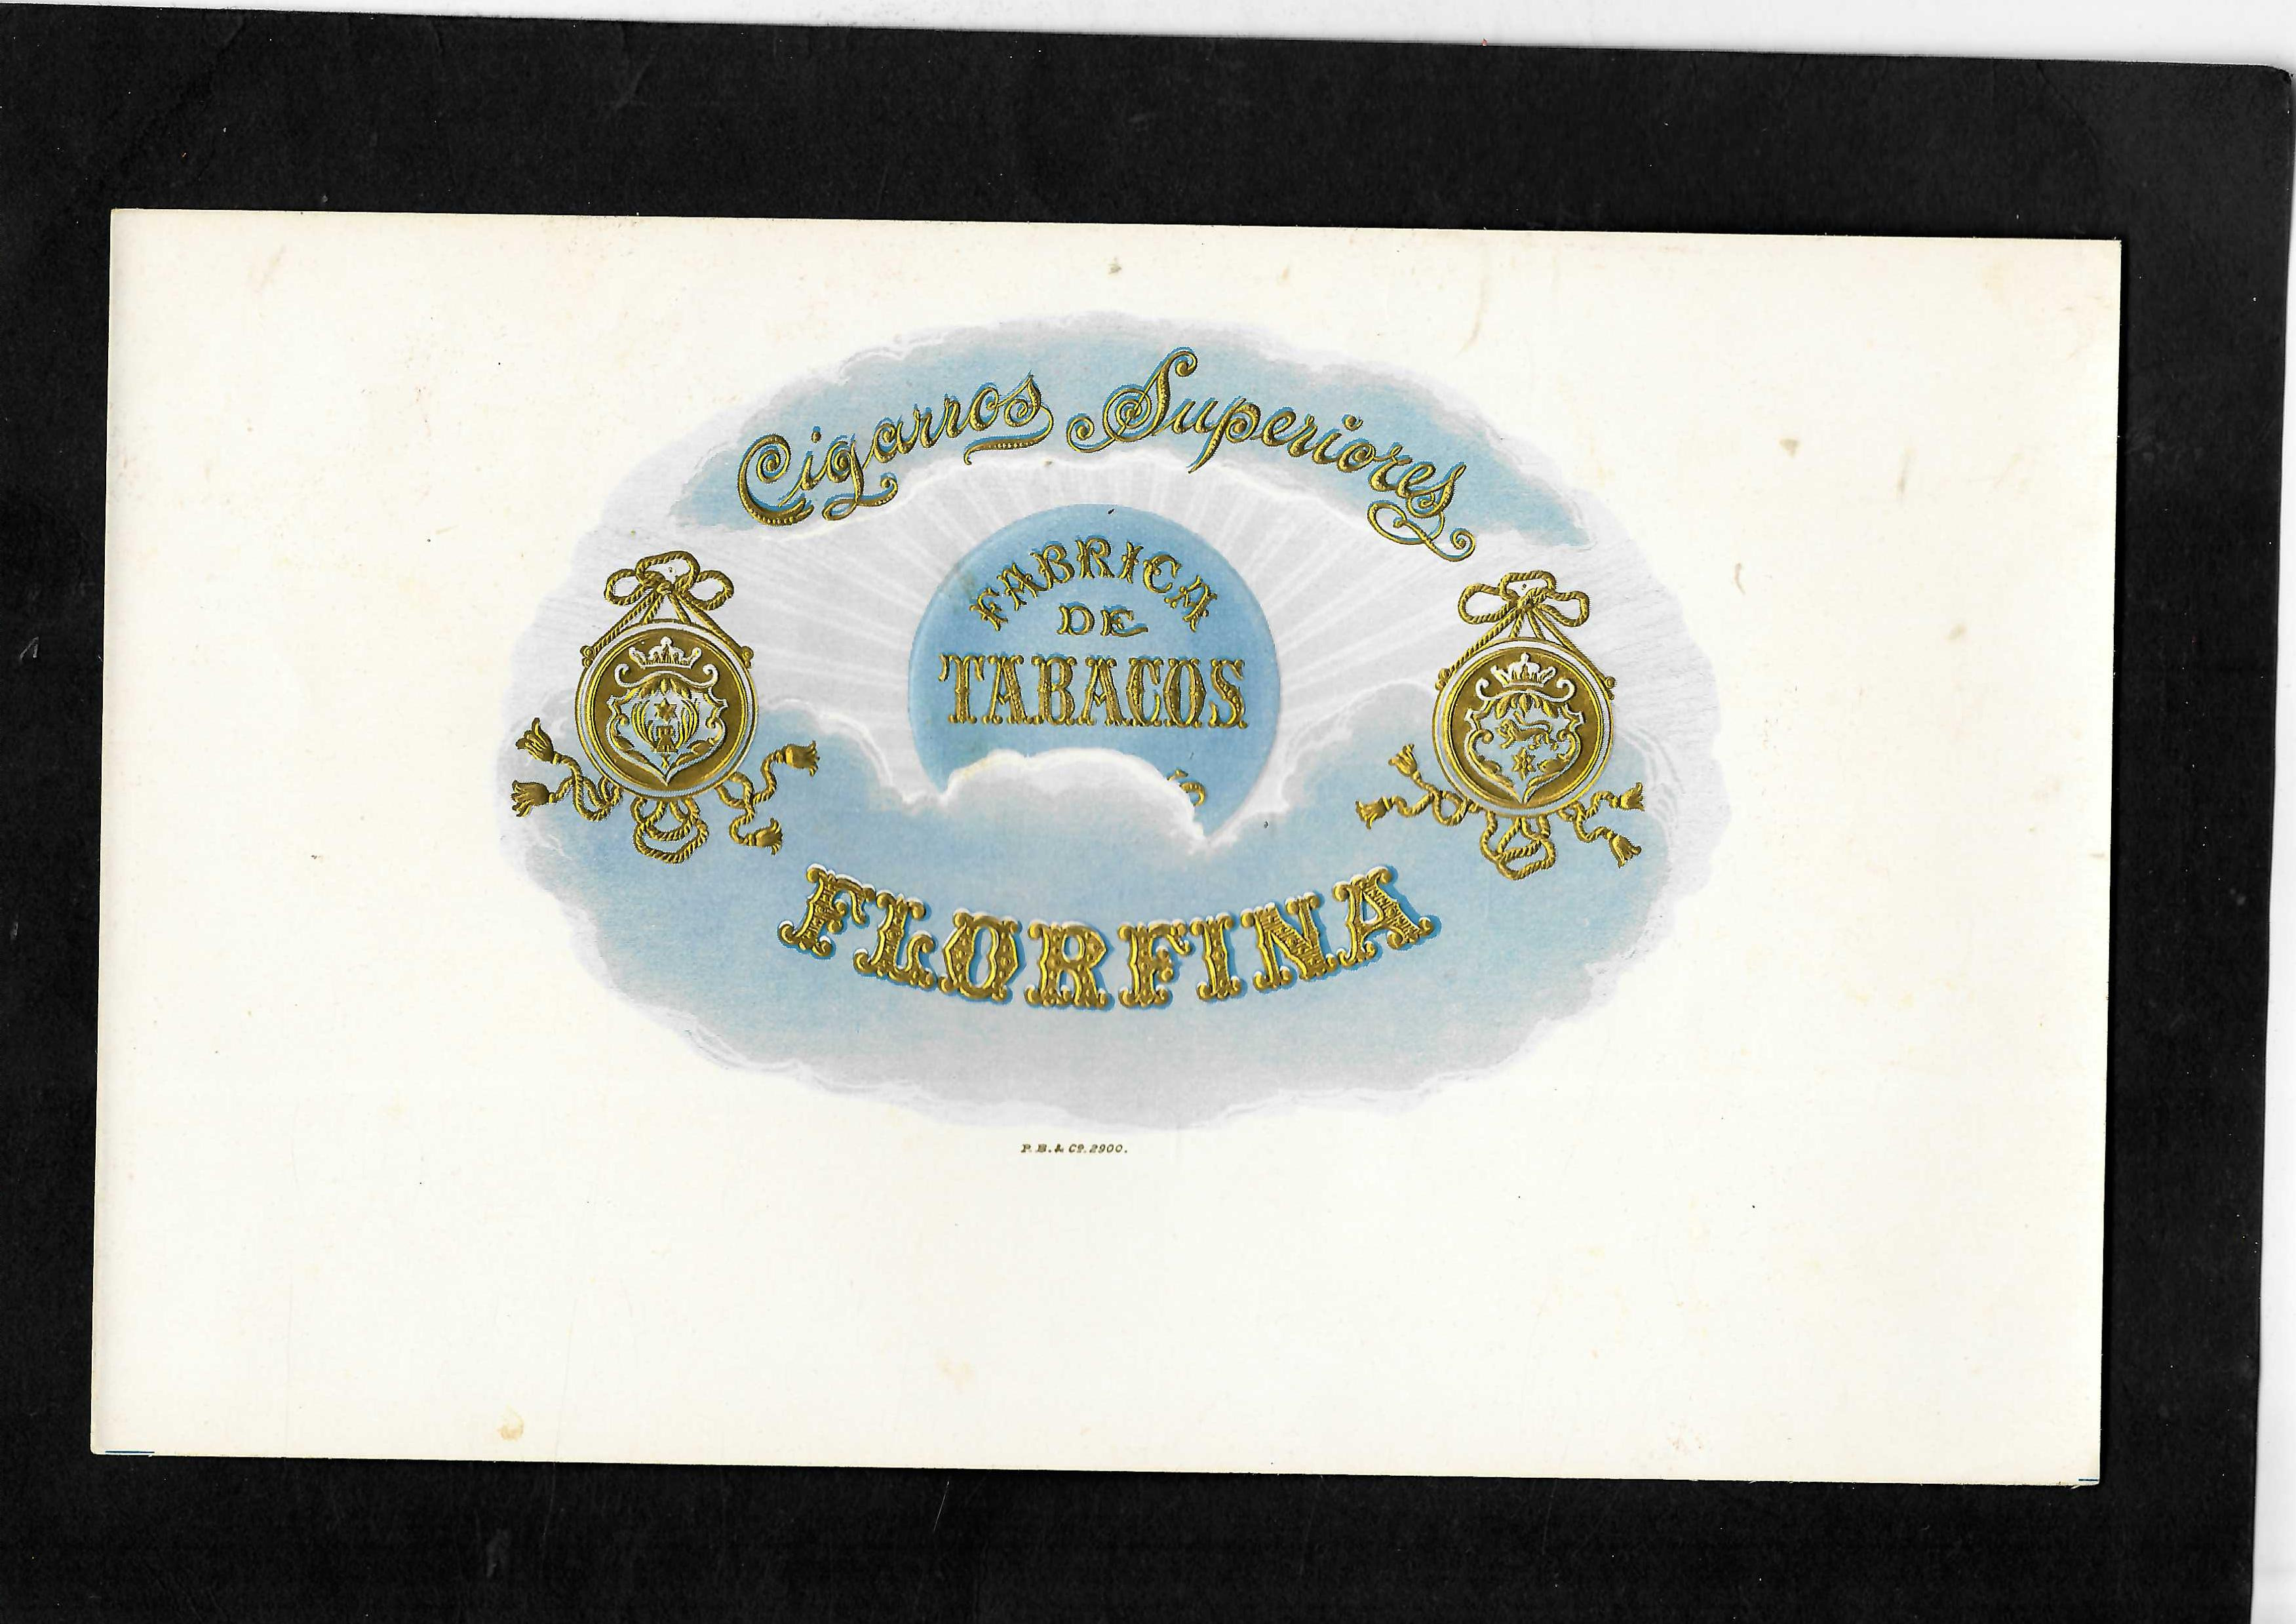 Cigarros Superiores
FABRICA
DE
TABACOS
FLORFINA
P. B. & Co. 2900.